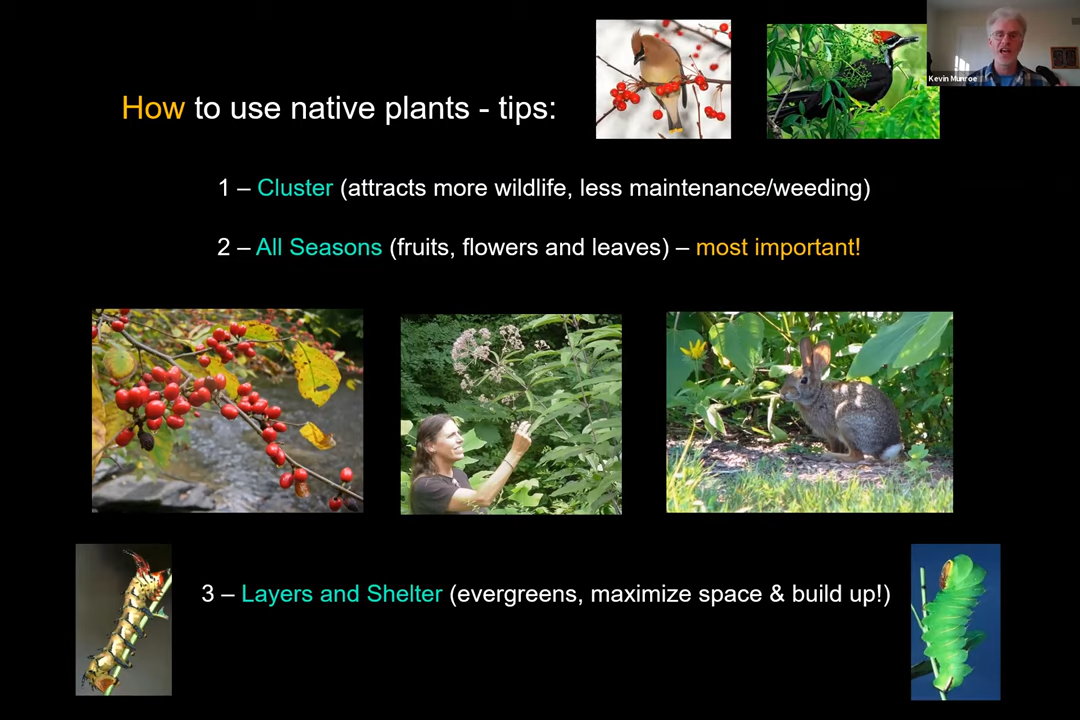 Kevin Munroe
How to use native plants - tips:
1 – Cluster (attracts more wildlife, less maintenance/weeding)
2 – All Seasons (fruits, flowers and leaves) – most important!
3 – Layers and Shelter (evergreens, maximize space & build up!)